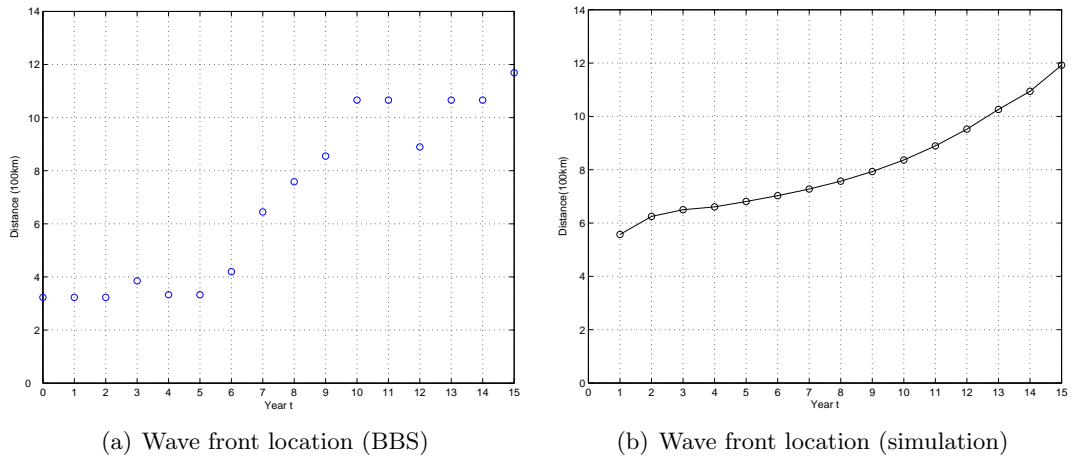 14
12
10
8
6
4
2
0
Distance (100km)
0 1 2 3 4 5 6 7 8 9 10 11 12 13 14 15
Year t
(a) Wave front location (BBS)
14
12
10
8
6
4
2
0
Distance(100km)
0 1 2 3 4 5 6 7 8 9 10 11 12 13 14 15
Year t
(b) Wave front location (simulation)